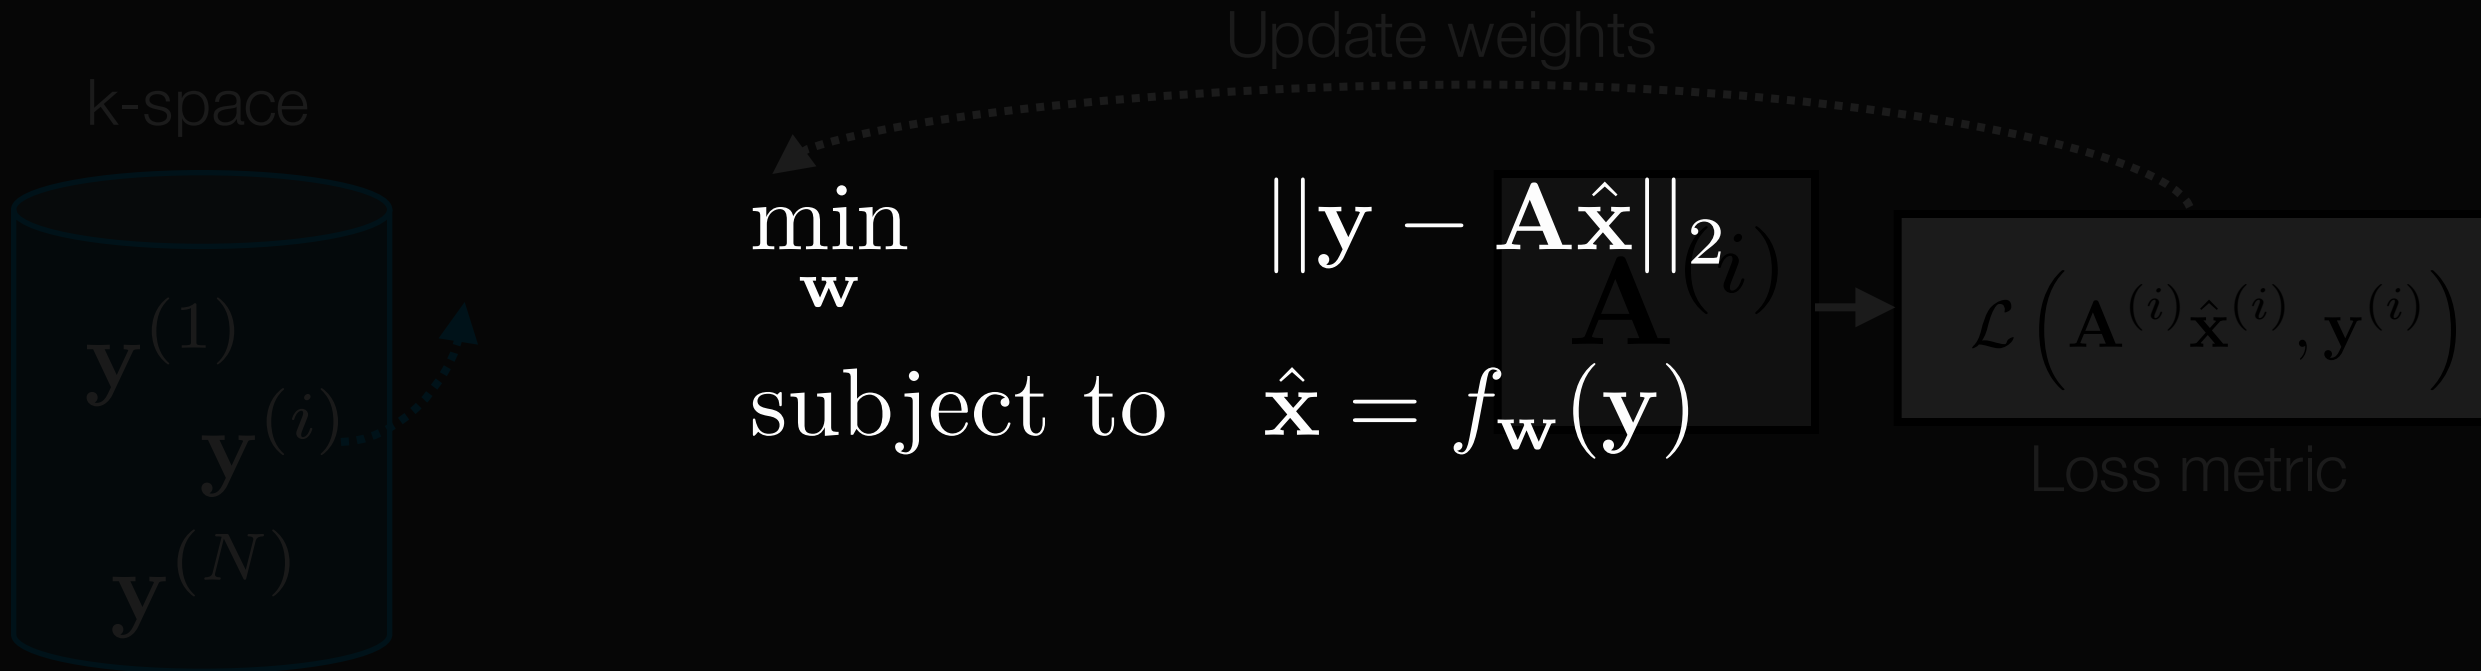 Update weights
k-space
min ||y − Ax̂||₂
w
subject to x̂ = f_w(y)
A^(i)
ℒ(A^(i)x̂^(i), y^(i))
Loss metric
y^(1)
y^(i)
y^(N)